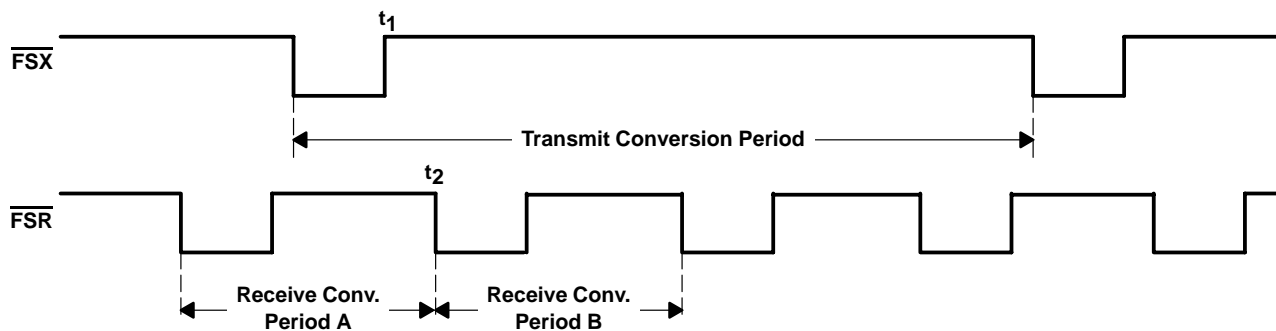 t1
FSX
Transmit Conversion Period
t2
FSR
Receive Conv.
Period A
Receive Conv.
Period B